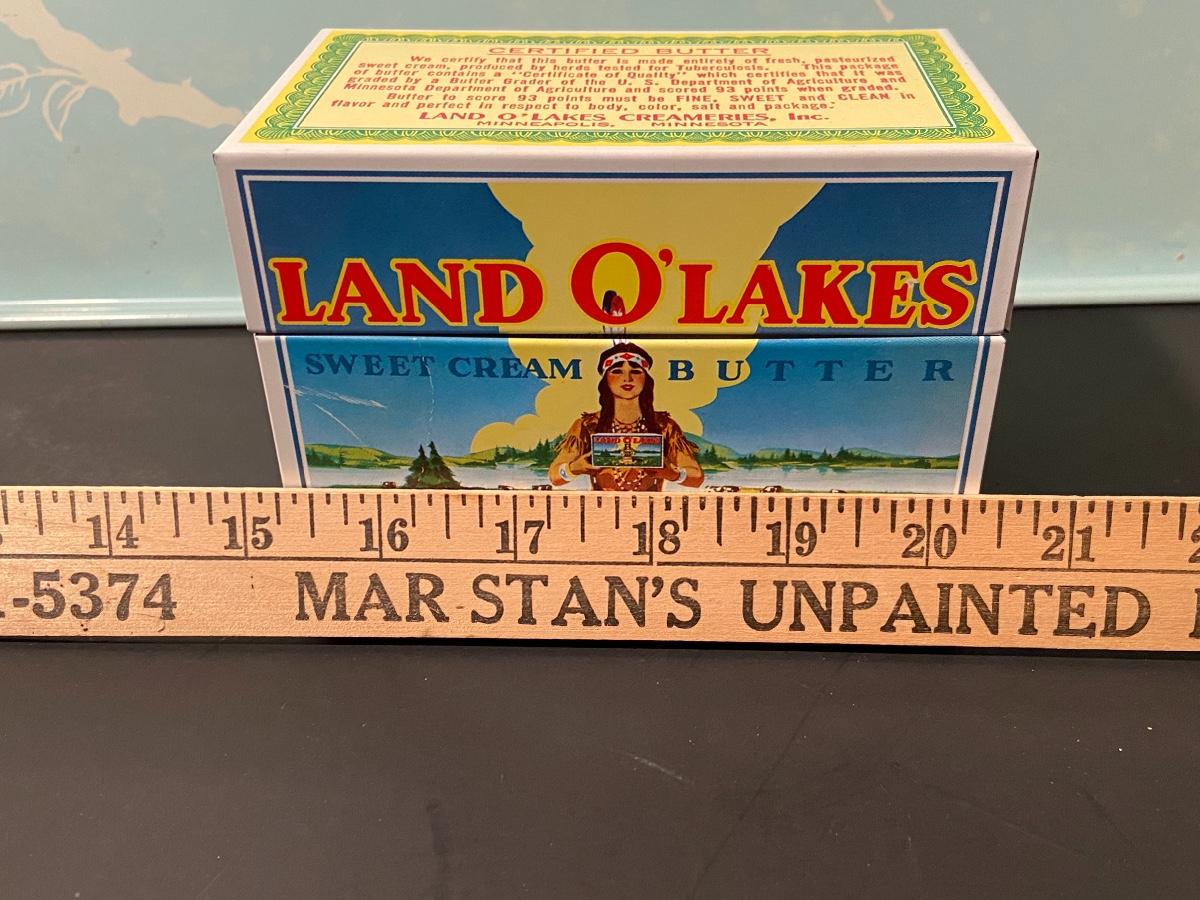 CERTIFIED BUTTER
We certify that this butter is made entirely of fresh, pasteurized
sweet cream, produced by herds tested for Tuberculosis. This package
of butter contains a "Certificate of Quality" which certifies that it was
graded by a Butter Grader of the U. S. Department of Agriculture and
Minnesota Department of Agriculture and scored 93 points when graded.
Butter to score 93 points must be FINE, SWEET and CLEAN in
flavor and perfect in respect to body, color, salt and package.
LAND O'LAKES CREAMERIES, Inc.
MINNEAPOLIS, MINNESOTA
LAND O'LAKES
SWEET CREAM BUTTER
LAND O'LAKES
14 15 16 17 18 19 20 21
-5374 MAR STAN'S UNPAINTED